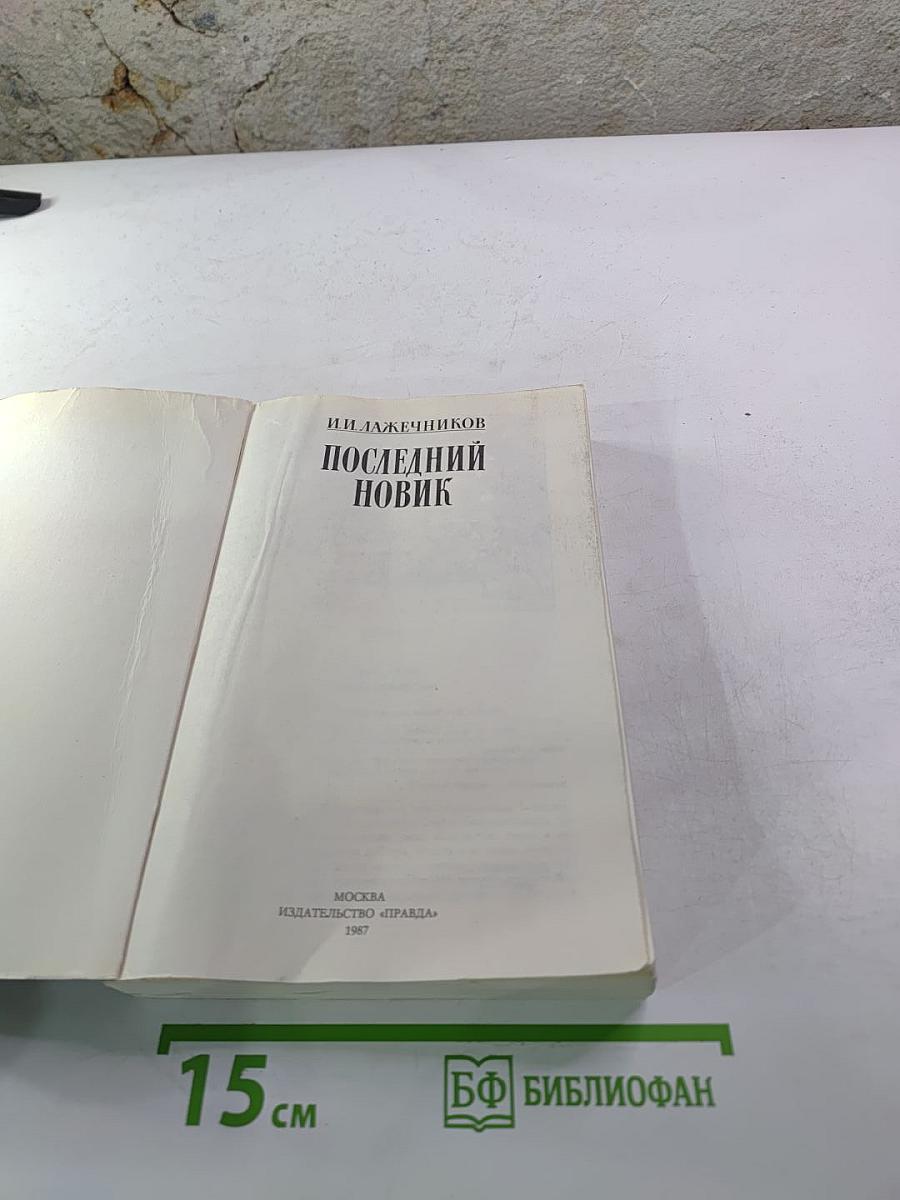 И.И.ЛАЖЕЧНИКОВ
ПОСЛЕДНИЙ
НОВИК
МОСКВА
ИЗДАТЕЛЬСТВО «ПРАВДА»
1987
15 см
БФ БИБЛИОФАН